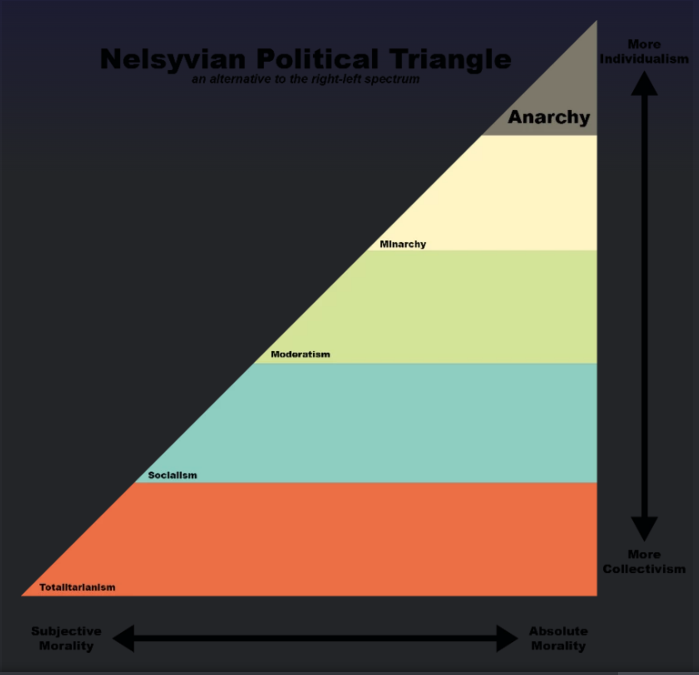 Nelsyvian Political Triangle
an alternative to the right-left spectrum
More
Individualism
Anarchy
Minarchy
Moderatism
Socialism
More
Collectivism
Totalitarianism
Subjective
Morality
Absolute
Morality